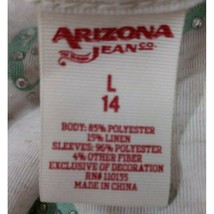 ARIZONA
JEAN CO.
L
14
BODY: 85% POLYESTER
15% LINEN
SLEEVES: 96% POLYESTER
4% OTHER FIBER
EXCLUSIVE OF DECORATION
RN# 110135
MADE IN CHINA